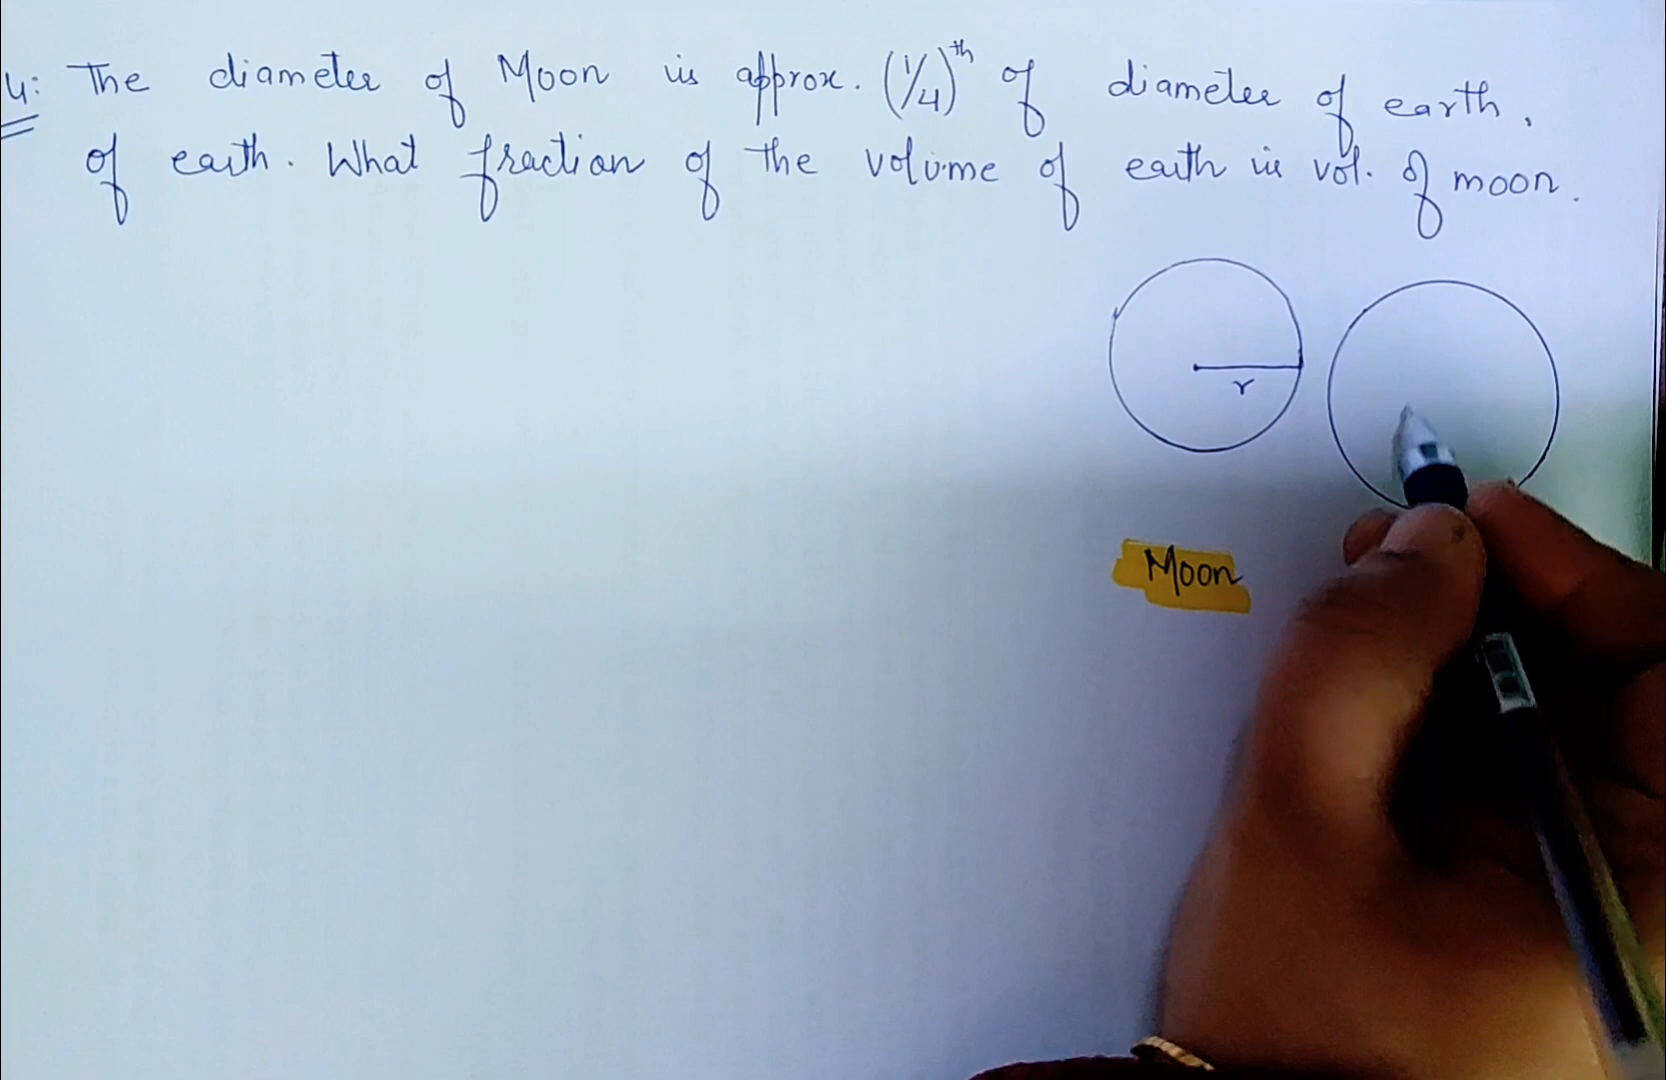 4: The diameter of Moon is approx. (1/4)th of diameter of earth.
of earth. What fraction of the volume of earth is vol. of moon.
r
Moon